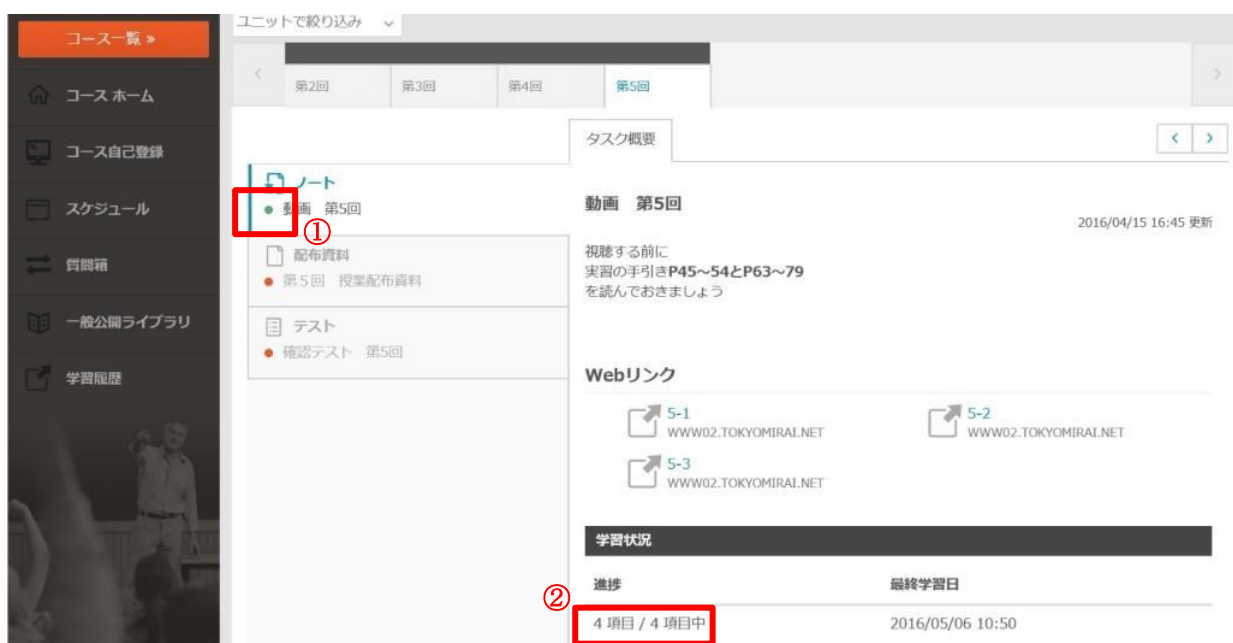 コース一覧 »
コース ホーム
コース自己登録
スケジュール
質問箱
一般公開ライブラリ
学習履歴
ユニットで絞り込み
第2回
第3回
第4回
第5回
ノート
動画 第5回
①
配布資料
第5回 授業配布資料
テスト
確認テスト 第5回
タスク概要
動画 第5回
2016/04/15 16:45 更新
視聴する前に
実習の手引きP45～54とP63～79
を読んでおきましょう
Webリンク
5-1
WWW02.TOKYOMIRAI.NET
5-2
WWW02.TOKYOMIRAI.NET
5-3
WWW02.TOKYOMIRAI.NET
学習状況
進捗
最終学習日
②
4 項目 / 4 項目中
2016/05/06 10:50